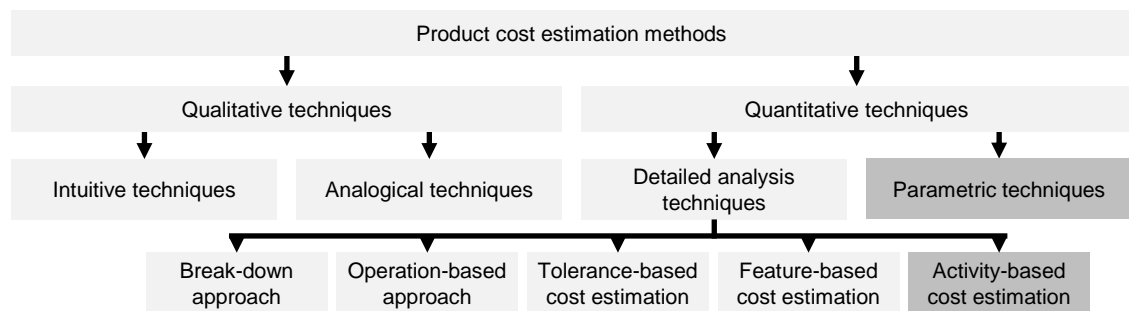 Product cost estimation methods
Qualitative techniques
Quantitative techniques
Intuitive techniques
Analogical techniques
Detailed analysis
techniques
Parametric techniques
Break-down
approach
Operation-based
approach
Tolerance-based
cost estimation
Feature-based
cost estimation
Activity-based
cost estimation